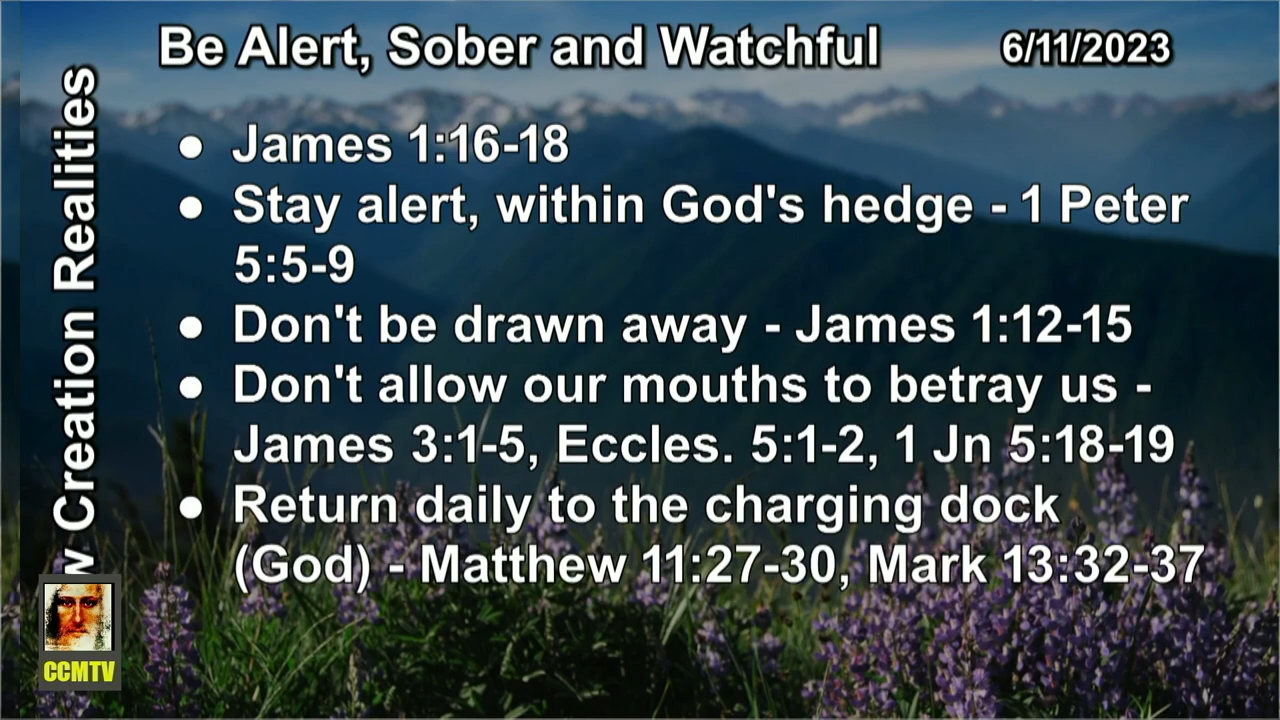 Be Alert, Sober and Watchful
6/11/2023
w Creation Realities
● James 1:16-18
● Stay alert, within God's hedge - 1 Peter
5:5-9
● Don't be drawn away - James 1:12-15
● Don't allow our mouths to betray us -
James 3:1-5, Eccles. 5:1-2, 1 Jn 5:18-19
● Return daily to the charging dock
(God) - Matthew 11:27-30, Mark 13:32-37
CCMTV